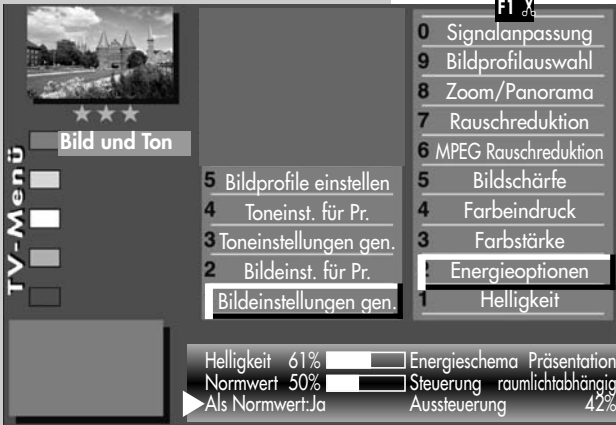 F1
0 Signalanpassung
9 Bildprofilauswahl
8 Zoom/Panorama
7 Rauschreduktion
6 MPEG Rauschreduktion
5 Bildschärfe
4 Farbeindruck
3 Farbstärke
2 Energieoptionen
1 Helligkeit
TV-Menü
Bild und Ton
5 Bildprofile einstellen
4 Toneinst. für Pr.
3 Toneinstellungen gen.
2 Bildeinst. für Pr.
Bildeinstellungen gen.
Helligkeit 61% Energieschema Präsentation
Normwert 50% Steuerung raumlichtabhängig
Als Normwert:Ja Aussteuerung 42%